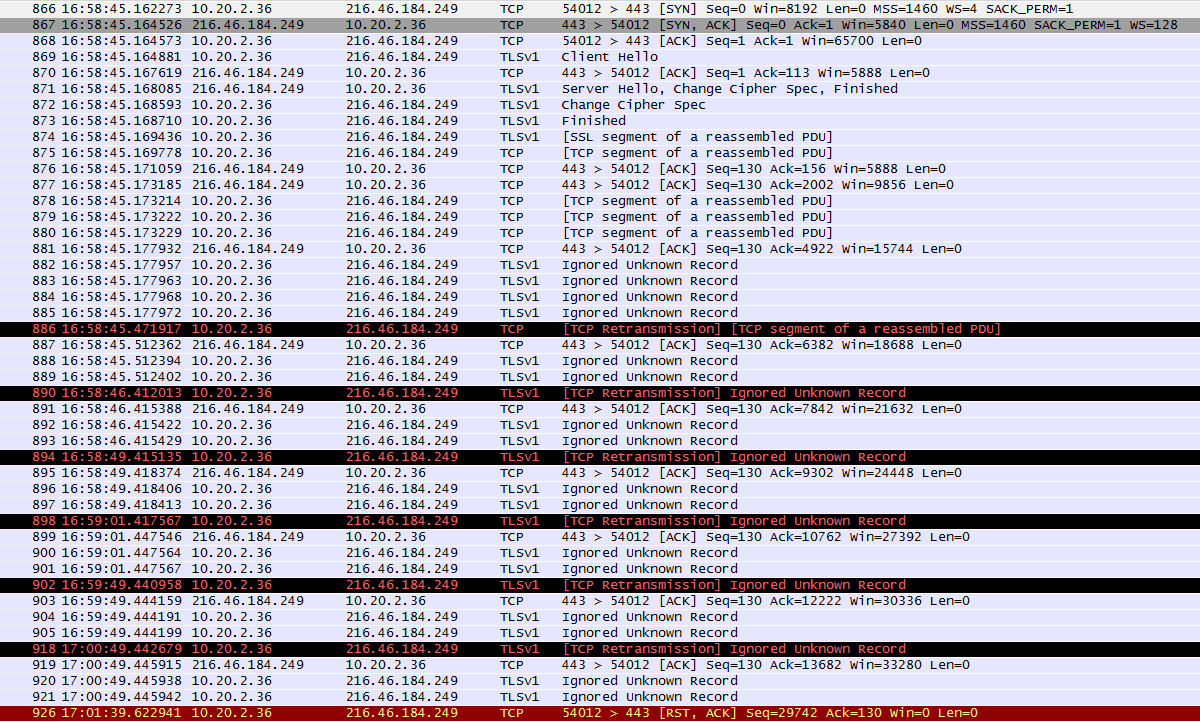 866 16:58:45.162273 10.20.2.36 216.46.184.249 TCP 54012 > 443 [SYN] Seq=0 Win=8192 Len=0 MSS=1460 WS=4 SACK_PERM=1
867 16:58:45.164526 216.46.184.249 10.20.2.36 TCP 443 > 54012 [SYN, ACK] Seq=0 Ack=1 Win=5840 Len=0 MSS=1460 SACK_PERM=1 WS=128
868 16:58:45.164573 10.20.2.36 216.46.184.249 TCP 54012 > 443 [ACK] Seq=1 Ack=1 Win=65700 Len=0
869 16:58:45.164881 10.20.2.36 216.46.184.249 TLSv1 Client Hello
870 16:58:45.167619 216.46.184.249 10.20.2.36 TCP 443 > 54012 [ACK] Seq=1 Ack=113 Win=5888 Len=0
871 16:58:45.168085 216.46.184.249 10.20.2.36 TLSv1 Server Hello, Change Cipher Spec, Finished
872 16:58:45.168593 10.20.2.36 216.46.184.249 TLSv1 Change Cipher Spec
873 16:58:45.168710 10.20.2.36 216.46.184.249 TLSv1 Finished
874 16:58:45.169436 10.20.2.36 216.46.184.249 TLSv1 [SSL segment of a reassembled PDU]
875 16:58:45.169778 10.20.2.36 216.46.184.249 TCP [TCP segment of a reassembled PDU]
876 16:58:45.171059 216.46.184.249 10.20.2.36 TCP 443 > 54012 [ACK] Seq=130 Ack=156 Win=5888 Len=0
877 16:58:45.173185 216.46.184.249 10.20.2.36 TCP 443 > 54012 [ACK] Seq=130 Ack=2002 Win=9856 Len=0
878 16:58:45.173214 10.20.2.36 216.46.184.249 TCP [TCP segment of a reassembled PDU]
879 16:58:45.173222 10.20.2.36 216.46.184.249 TCP [TCP segment of a reassembled PDU]
880 16:58:45.173229 10.20.2.36 216.46.184.249 TCP [TCP segment of a reassembled PDU]
881 16:58:45.177932 216.46.184.249 10.20.2.36 TCP 443 > 54012 [ACK] Seq=130 Ack=4922 Win=15744 Len=0
882 16:58:45.177957 10.20.2.36 216.46.184.249 TLSv1 Ignored Unknown Record
883 16:58:45.177963 10.20.2.36 216.46.184.249 TLSv1 Ignored Unknown Record
884 16:58:45.177968 10.20.2.36 216.46.184.249 TLSv1 Ignored Unknown Record
885 16:58:45.177972 10.20.2.36 216.46.184.249 TLSv1 Ignored Unknown Record
886 16:58:45.471917 10.20.2.36 216.46.184.249 TCP [TCP Retransmission] [TCP segment of a reassembled PDU]
887 16:58:45.512362 216.46.184.249 10.20.2.36 TCP 443 > 54012 [ACK] Seq=130 Ack=6382 Win=18688 Len=0
888 16:58:45.512394 10.20.2.36 216.46.184.249 TLSv1 Ignored Unknown Record
889 16:58:45.512402 10.20.2.36 216.46.184.249 TLSv1 Ignored Unknown Record
890 16:58:46.412013 10.20.2.36 216.46.184.249 TLSv1 [TCP Retransmission] Ignored Unknown Record
891 16:58:46.415388 216.46.184.249 10.20.2.36 TCP 443 > 54012 [ACK] Seq=130 Ack=7842 Win=21632 Len=0
892 16:58:46.415422 10.20.2.36 216.46.184.249 TLSv1 Ignored Unknown Record
893 16:58:46.415429 10.20.2.36 216.46.184.249 TLSv1 Ignored Unknown Record
894 16:58:49.415135 10.20.2.36 216.46.184.249 TLSv1 [TCP Retransmission] Ignored Unknown Record
895 16:58:49.418374 216.46.184.249 10.20.2.36 TCP 443 > 54012 [ACK] Seq=130 Ack=9302 Win=24448 Len=0
896 16:58:49.418406 10.20.2.36 216.46.184.249 TLSv1 Ignored Unknown Record
897 16:58:49.418413 10.20.2.36 216.46.184.249 TLSv1 Ignored Unknown Record
898 16:59:01.417567 10.20.2.36 216.46.184.249 TLSv1 [TCP Retransmission] Ignored Unknown Record
899 16:59:01.447546 216.46.184.249 10.20.2.36 TCP 443 > 54012 [ACK] Seq=130 Ack=10762 Win=27392 Len=0
900 16:59:01.447564 10.20.2.36 216.46.184.249 TLSv1 Ignored Unknown Record
901 16:59:01.447567 10.20.2.36 216.46.184.249 TLSv1 Ignored Unknown Record
902 16:59:49.440958 10.20.2.36 216.46.184.249 TLSv1 [TCP Retransmission] Ignored Unknown Record
903 16:59:49.444159 216.46.184.249 10.20.2.36 TCP 443 > 54012 [ACK] Seq=130 Ack=12222 Win=30336 Len=0
904 16:59:49.444191 10.20.2.36 216.46.184.249 TLSv1 Ignored Unknown Record
905 16:59:49.444199 10.20.2.36 216.46.184.249 TLSv1 Ignored Unknown Record
918 17:00:49.442679 10.20.2.36 216.46.184.249 TLSv1 [TCP Retransmission] Ignored Unknown Record
919 17:00:49.445915 216.46.184.249 10.20.2.36 TCP 443 > 54012 [ACK] Seq=130 Ack=13682 Win=33280 Len=0
920 17:00:49.445938 10.20.2.36 216.46.184.249 TLSv1 Ignored Unknown Record
921 17:00:49.445942 10.20.2.36 216.46.184.249 TLSv1 Ignored Unknown Record
926 17:01:39.622941 10.20.2.36 216.46.184.249 TCP 54012 > 443 [RST, ACK] Seq=29742 Ack=130 Win=0 Len=0